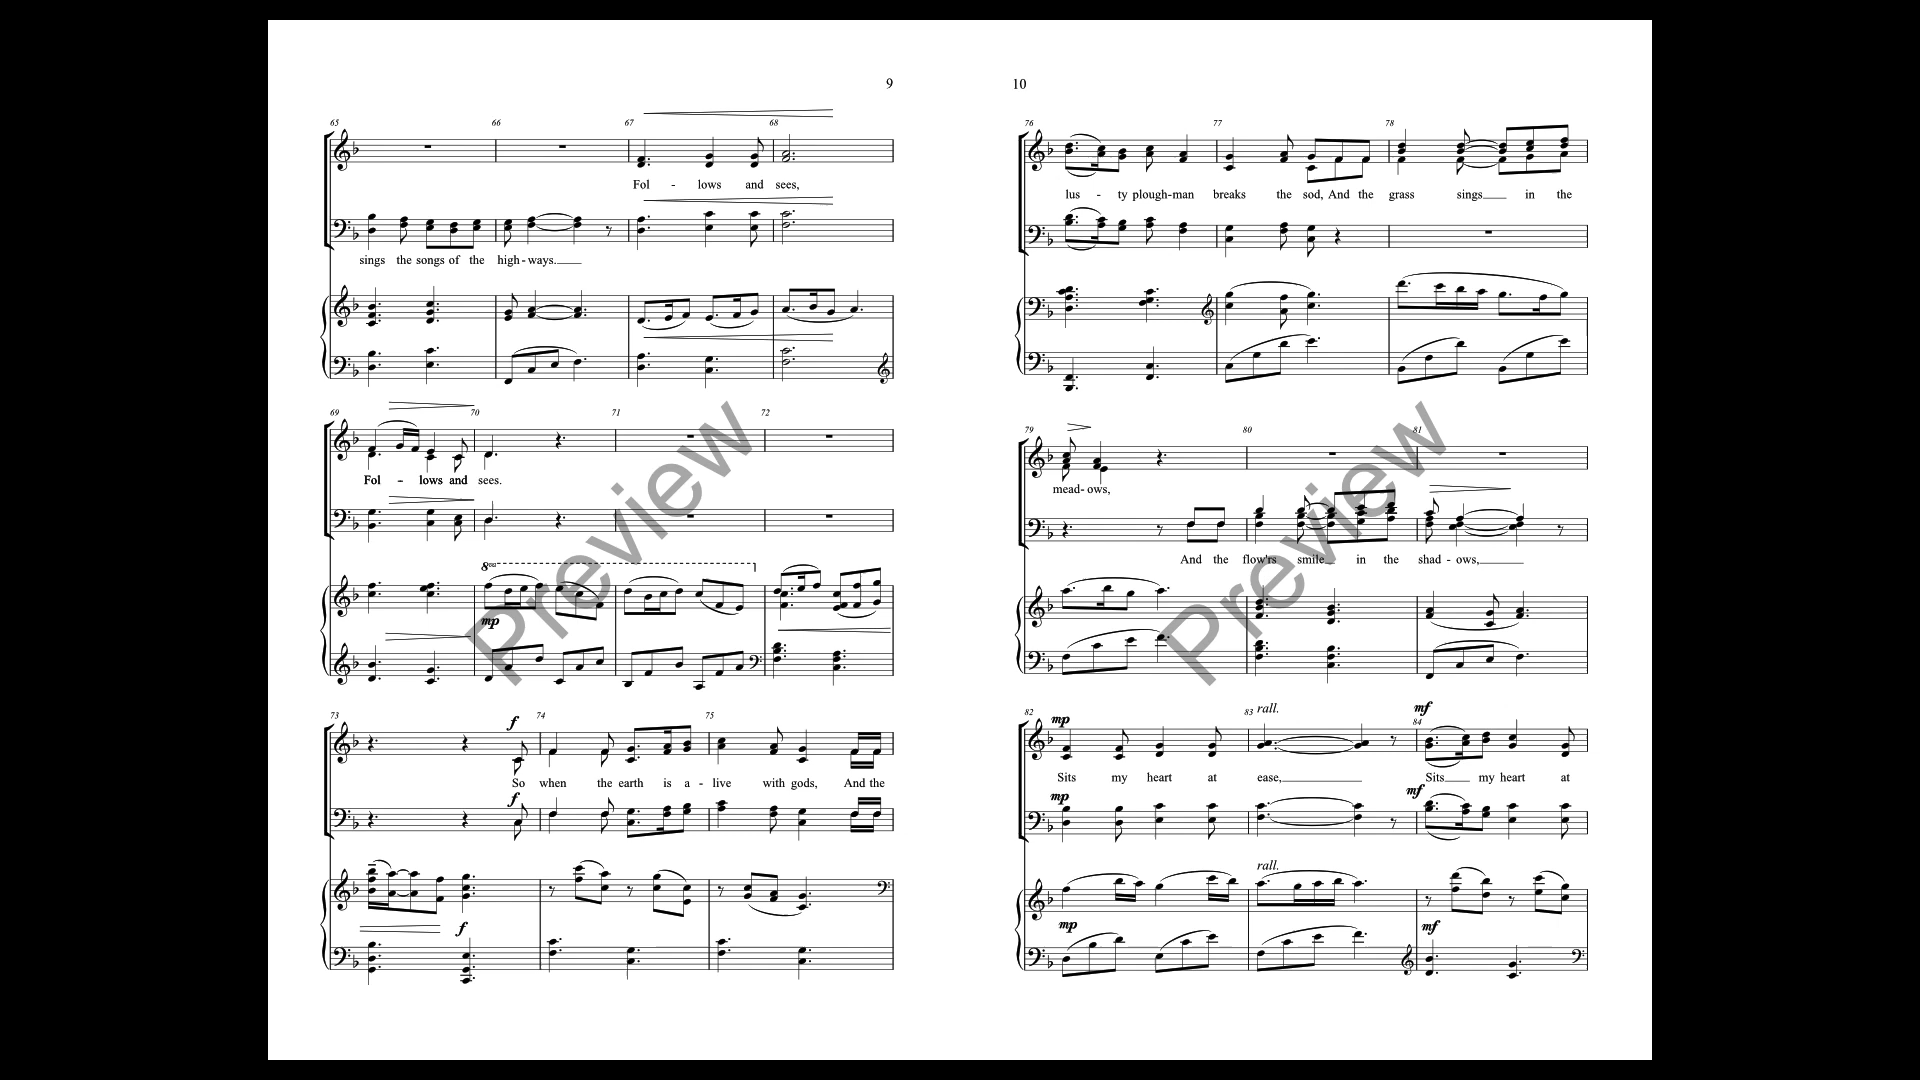 9
65 66 67 68
Fol - lows and sees,
sings the songs of the high - ways.
69 70 71 72
Fol - lows and sees.
8va
mp
73 74 75
f
So when the earth is a - live with gods, And the
f
f
10
76 77 78
lus - ty plough - man breaks the sod, And the grass sings in the
79 80 81
mead - ows,
And the flow'rs smile in the shad - ows,
82 83 84
mp rall. mf
Sits my heart at ease, Sits my heart at
mp mf
rall.
mp mf
Preview
Preview